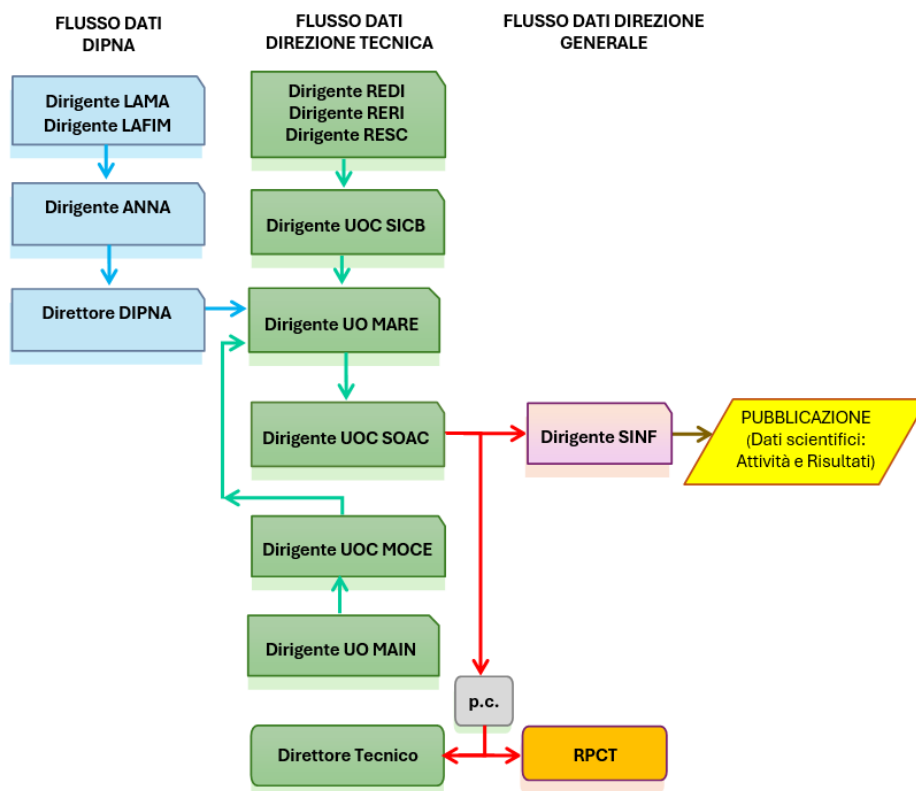 FLUSSO DATI
DIPNA
FLUSSO DATI
DIREZIONE TECNICA
FLUSSO DATI DIREZIONE
GENERALE
Dirigente LAMA
Dirigente LAFIM
Dirigente REDI
Dirigente RERI
Dirigente RESC
Dirigente ANNA
Dirigente UOC SICB
Direttore DIPNA
Dirigente UO MARE
Dirigente UOC SOAC
Dirigente SINF
PUBBLICAZIONE
(Dati scientifici:
Attività e Risultati)
Dirigente UOC MOCE
Dirigente UO MAIN
p.c.
Direttore Tecnico
RPCT